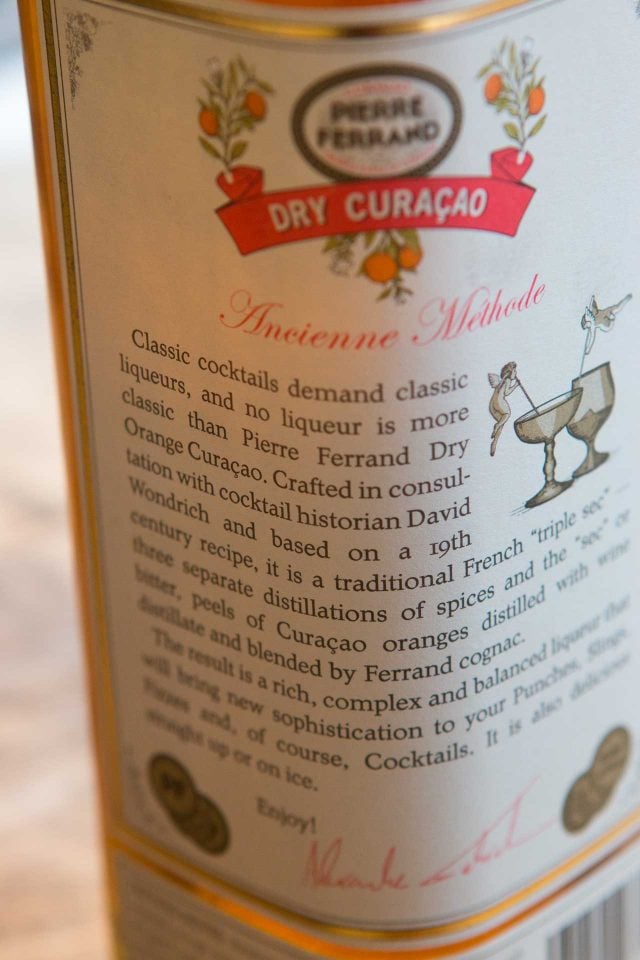 PIERRE
FERRAND
DRY CURAÇAO
Ancienne Méthode
Classic cocktails demand classic
liqueurs, and no liqueur is more
classic than Pierre Ferrand Dry
Orange Curaçao. Crafted in consul-
tation with cocktail historian David
Wondrich and based on a 19th
century recipe, it is a traditional French "triple sec"
three separate distillations of spices and the "sec" or
bitter, peels of Curaçao oranges distilled with wine
distillate and blended by Ferrand cognac.
The result is a rich, complex and balanced liqueur that
will bring new sophistication to your Punches, Slings,
Fizzes and, of course, Cocktails. It is also delicious
straight up or on ice.
Enjoy!